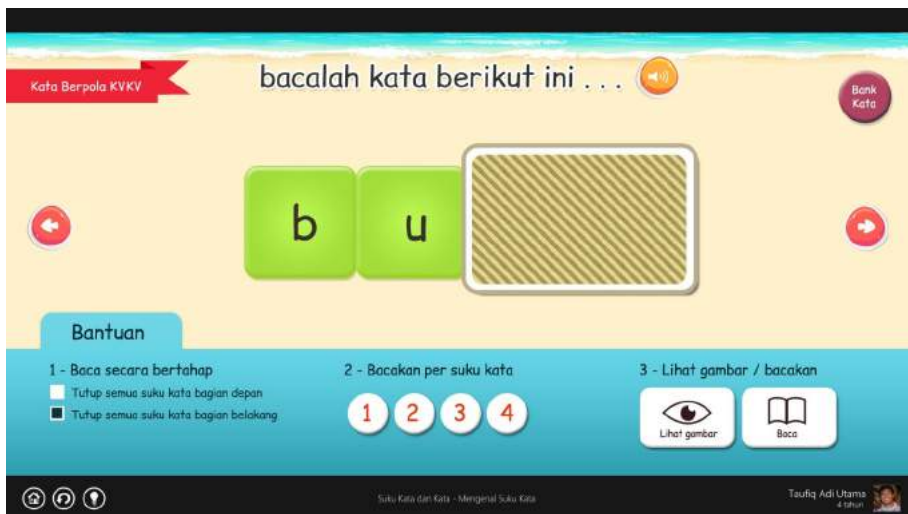 bacalah kata berikut ini . . .
Kata Berpola KVKV
Bank
Kata
b u
Bantuan
1 - Baca secara bertahap
Tutup semua suku kata bagian depan
Tutup semua suku kata bagian belakang
2 - Bacakan per suku kata
1 2 3 4
3 - Lihat gambar / bacakan
Lihat gambar
Baca
Suku Kata dan Kata - Mengenal Suku Kata
Taufiq Adi Utama
4 tahun